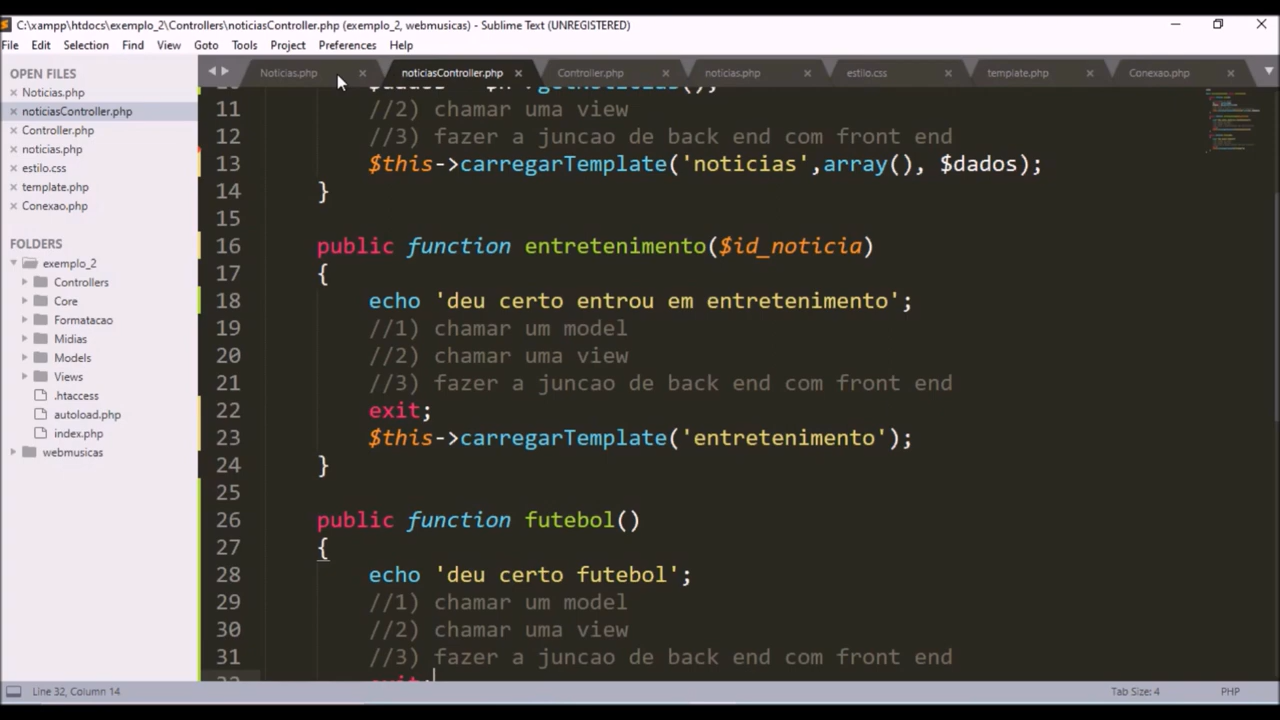 C:\xampp\htdocs\exemplo_2\Controllers\noticiasController.php (exemplo_2, webmusicas) - Sublime Text (UNREGISTERED)
File Edit Selection Find View Goto Tools Project Preferences Help
OPEN FILES
Noticias.php
noticiasController.php
Controller.php
noticias.php
estilo.css
template.php
Conexao.php
FOLDERS
exemplo_2
Controllers
Core
Formatacao
Midias
Models
Views
.htaccess
autoload.php
index.php
webmusicas
Noticias.php noticiasController.php Controller.php noticias.php estilo.css template.php Conexao.php
11 //2) chamar uma view
12 //3) fazer a juncao de back end com front end
13 $this->carregarTemplate('noticias',array(), $dados);
14 }
15
16 public function entretenimento($id_noticia)
17 {
18 echo 'deu certo entrou em entretenimento';
19 //1) chamar um model
20 //2) chamar uma view
21 //3) fazer a juncao de back end com front end
22 exit;
23 $this->carregarTemplate('entretenimento');
24 }
25
26 public function futebol()
27 {
28 echo 'deu certo futebol';
29 //1) chamar um model
30 //2) chamar uma view
31 //3) fazer a juncao de back end com front end
Line 32, Column 14
Tab Size: 4
PHP